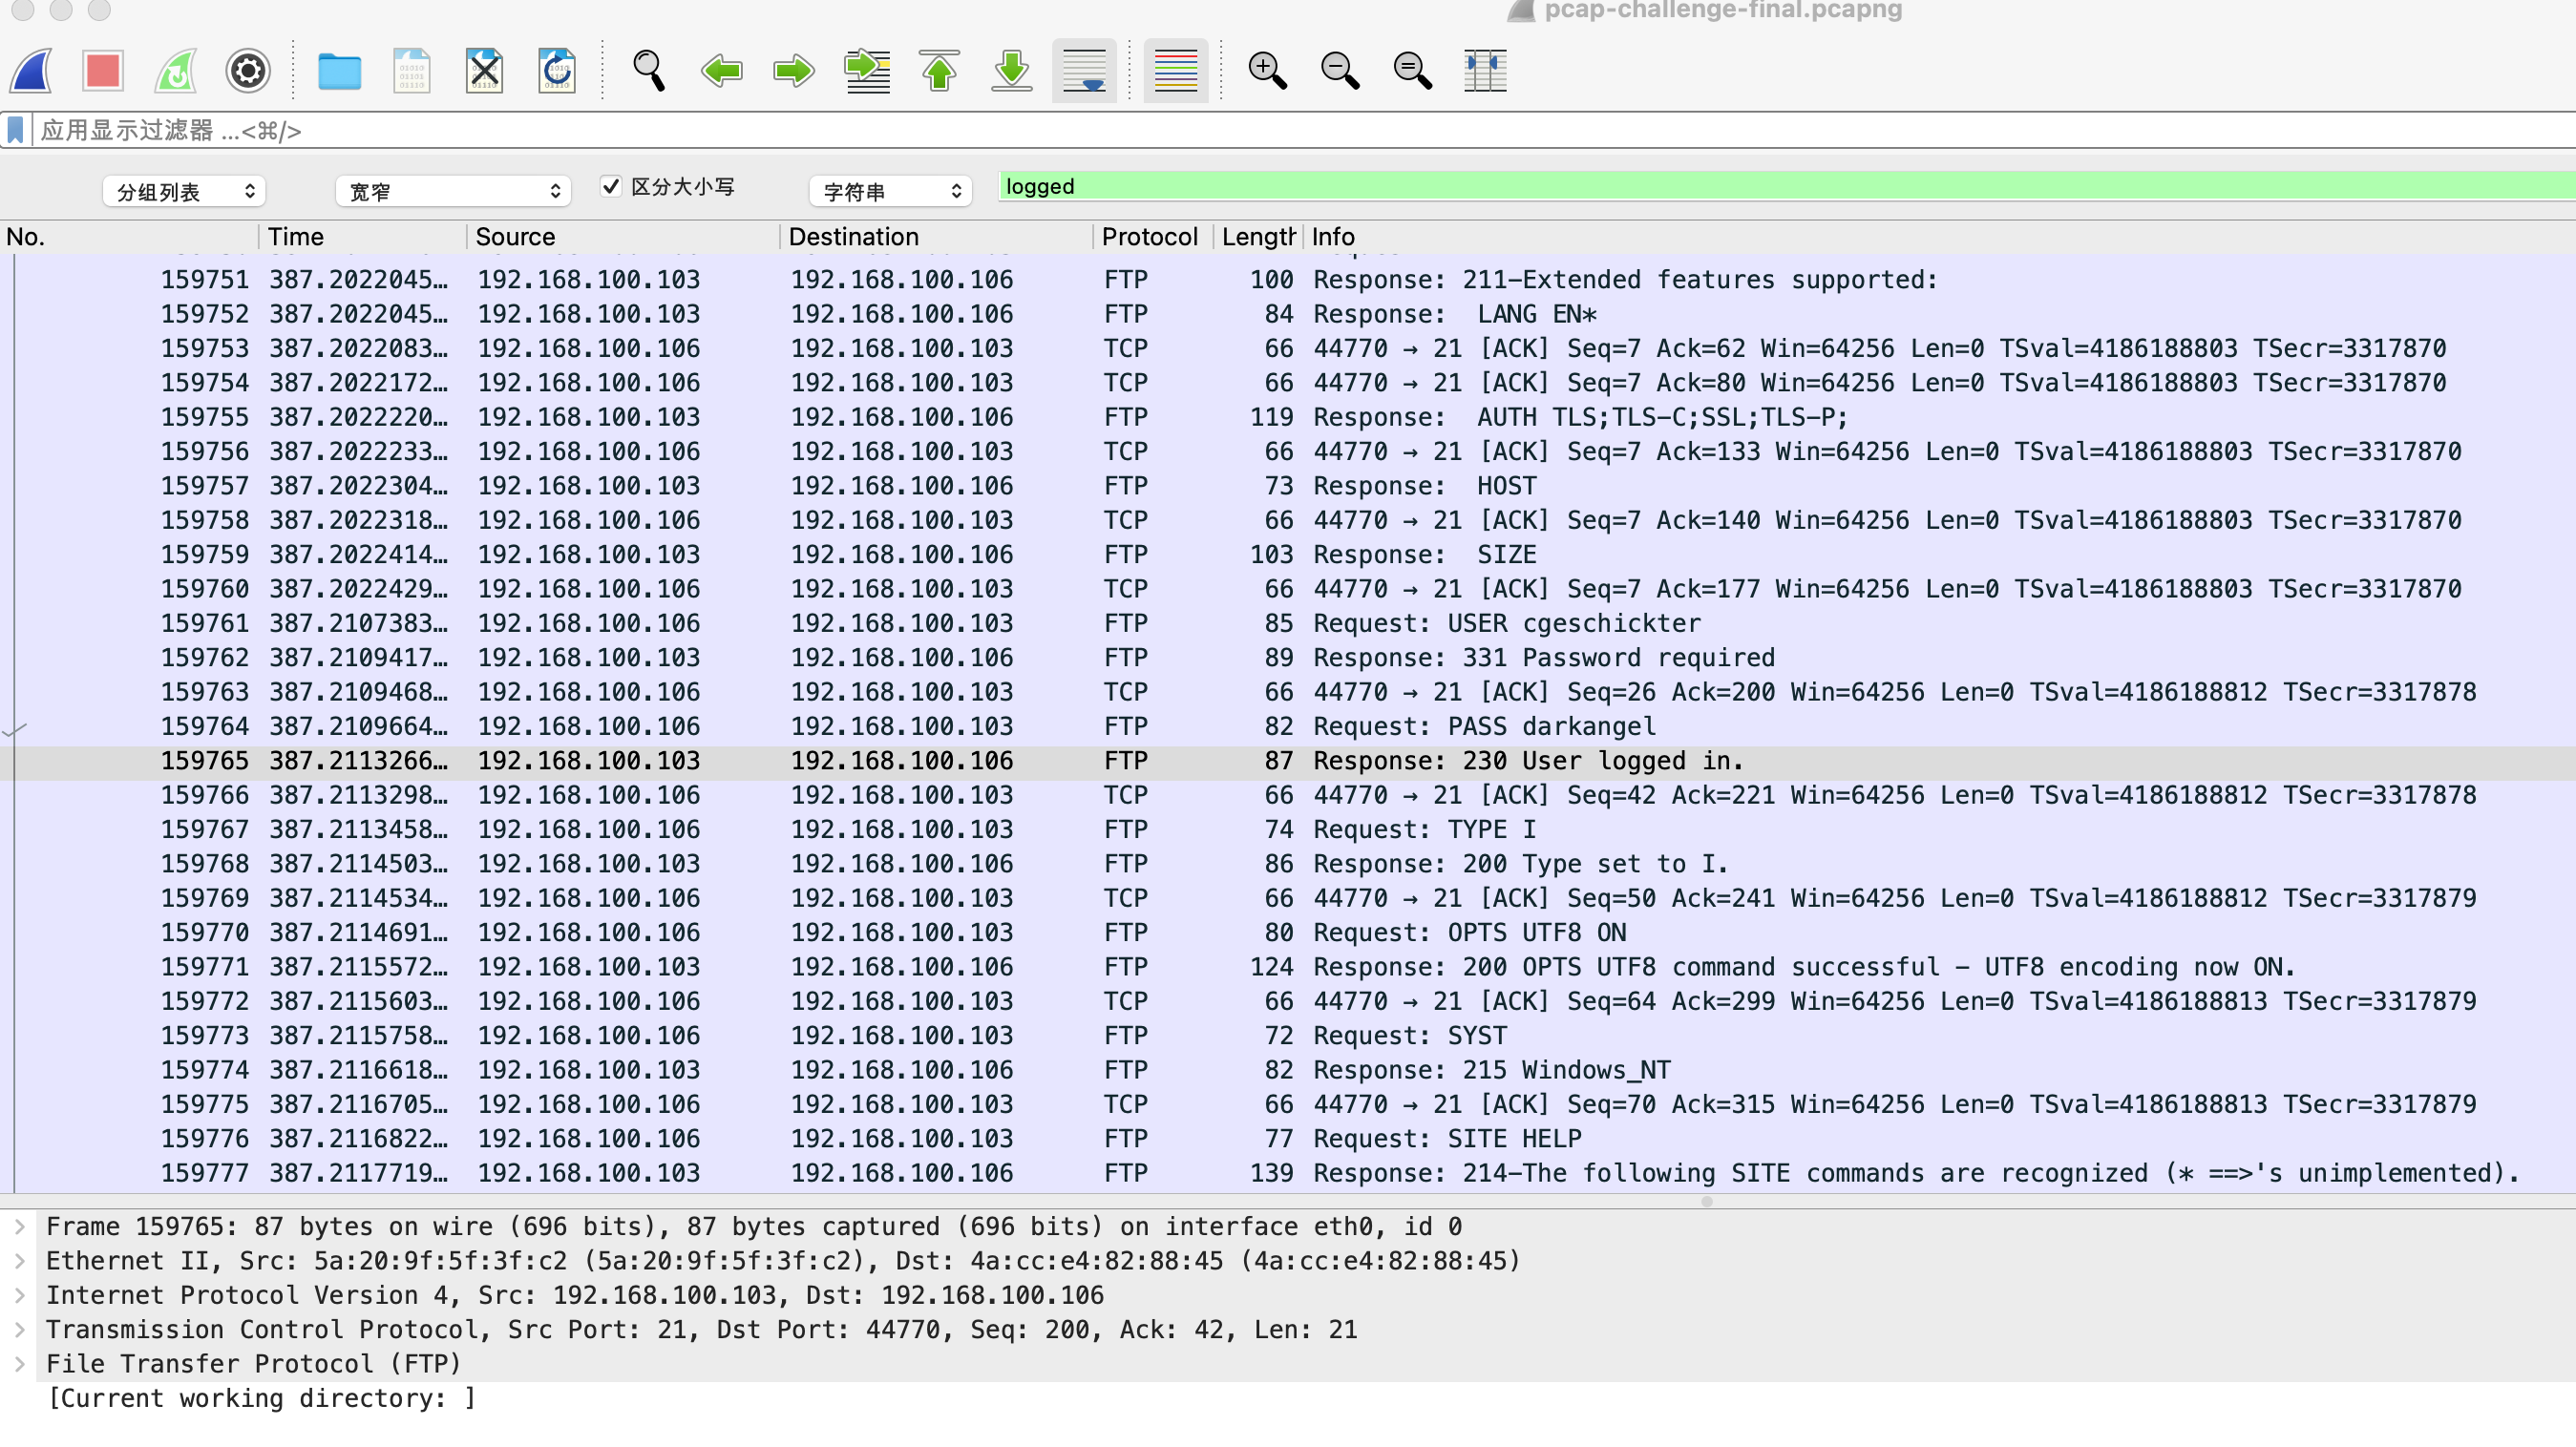 pcap-challenge-final.pcapng
应用显示过滤器 ...<⌘/>
分组列表 宽窄 区分大小写 字符串 logged
No. Time Source Destination Protocol Length Info
159751 387.2022045… 192.168.100.103 192.168.100.106 FTP 100 Response: 211-Extended features supported:
159752 387.2022045… 192.168.100.103 192.168.100.106 FTP 84 Response:  LANG EN*
159753 387.2022083… 192.168.100.106 192.168.100.103 TCP 66 44770 → 21 [ACK] Seq=7 Ack=62 Win=64256 Len=0 TSval=4186188803 TSecr=3317870
159754 387.2022172… 192.168.100.106 192.168.100.103 TCP 66 44770 → 21 [ACK] Seq=7 Ack=80 Win=64256 Len=0 TSval=4186188803 TSecr=3317870
159755 387.2022220… 192.168.100.103 192.168.100.106 FTP 119 Response:  AUTH TLS;TLS-C;SSL;TLS-P;
159756 387.2022233… 192.168.100.106 192.168.100.103 TCP 66 44770 → 21 [ACK] Seq=7 Ack=133 Win=64256 Len=0 TSval=4186188803 TSecr=3317870
159757 387.2022304… 192.168.100.103 192.168.100.106 FTP 73 Response:  HOST
159758 387.2022318… 192.168.100.106 192.168.100.103 TCP 66 44770 → 21 [ACK] Seq=7 Ack=140 Win=64256 Len=0 TSval=4186188803 TSecr=3317870
159759 387.2022414… 192.168.100.103 192.168.100.106 FTP 103 Response:  SIZE
159760 387.2022429… 192.168.100.106 192.168.100.103 TCP 66 44770 → 21 [ACK] Seq=7 Ack=177 Win=64256 Len=0 TSval=4186188803 TSecr=3317870
159761 387.2107383… 192.168.100.106 192.168.100.103 FTP 85 Request: USER cgeschickter
159762 387.2109417… 192.168.100.103 192.168.100.106 FTP 89 Response: 331 Password required
159763 387.2109468… 192.168.100.106 192.168.100.103 TCP 66 44770 → 21 [ACK] Seq=26 Ack=200 Win=64256 Len=0 TSval=4186188812 TSecr=3317878
159764 387.2109664… 192.168.100.106 192.168.100.103 FTP 82 Request: PASS darkangel
159765 387.2113266… 192.168.100.103 192.168.100.106 FTP 87 Response: 230 User logged in.
159766 387.2113298… 192.168.100.106 192.168.100.103 TCP 66 44770 → 21 [ACK] Seq=42 Ack=221 Win=64256 Len=0 TSval=4186188812 TSecr=3317878
159767 387.2113458… 192.168.100.106 192.168.100.103 FTP 74 Request: TYPE I
159768 387.2114503… 192.168.100.103 192.168.100.106 FTP 86 Response: 200 Type set to I.
159769 387.2114534… 192.168.100.106 192.168.100.103 TCP 66 44770 → 21 [ACK] Seq=50 Ack=241 Win=64256 Len=0 TSval=4186188812 TSecr=3317879
159770 387.2114691… 192.168.100.106 192.168.100.103 FTP 80 Request: OPTS UTF8 ON
159771 387.2115572… 192.168.100.103 192.168.100.106 FTP 124 Response: 200 OPTS UTF8 command successful - UTF8 encoding now ON.
159772 387.2115603… 192.168.100.106 192.168.100.103 TCP 66 44770 → 21 [ACK] Seq=64 Ack=299 Win=64256 Len=0 TSval=4186188813 TSecr=3317879
159773 387.2115758… 192.168.100.106 192.168.100.103 FTP 72 Request: SYST
159774 387.2116618… 192.168.100.103 192.168.100.106 FTP 82 Response: 215 Windows_NT
159775 387.2116705… 192.168.100.106 192.168.100.103 TCP 66 44770 → 21 [ACK] Seq=70 Ack=315 Win=64256 Len=0 TSval=4186188813 TSecr=3317879
159776 387.2116822… 192.168.100.106 192.168.100.103 FTP 77 Request: SITE HELP
159777 387.2117719… 192.168.100.103 192.168.100.106 FTP 139 Response: 214-The following SITE commands are recognized (* ==>'s unimplemented).
Frame 159765: 87 bytes on wire (696 bits), 87 bytes captured (696 bits) on interface eth0, id 0
Ethernet II, Src: 5a:20:9f:5f:3f:c2 (5a:20:9f:5f:3f:c2), Dst: 4a:cc:e4:82:88:45 (4a:cc:e4:82:88:45)
Internet Protocol Version 4, Src: 192.168.100.103, Dst: 192.168.100.106
Transmission Control Protocol, Src Port: 21, Dst Port: 44770, Seq: 200, Ack: 42, Len: 21
File Transfer Protocol (FTP)
[Current working directory: ]